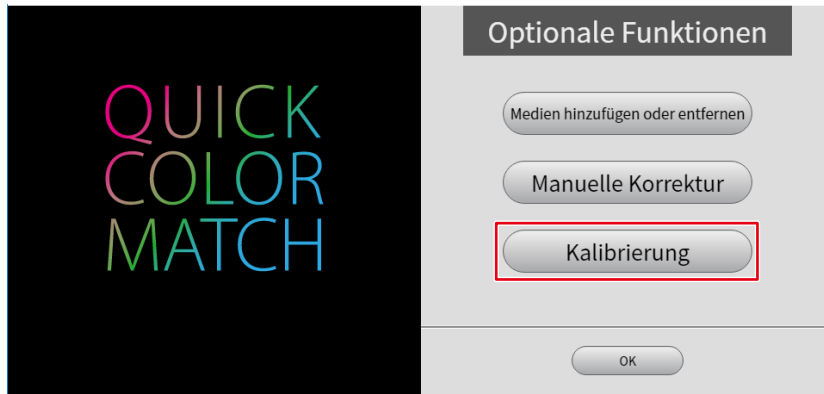 QUICK
COLOR
MATCH
Optionale Funktionen
Medien hinzufügen oder entfernen
Manuelle Korrektur
Kalibrierung
OK